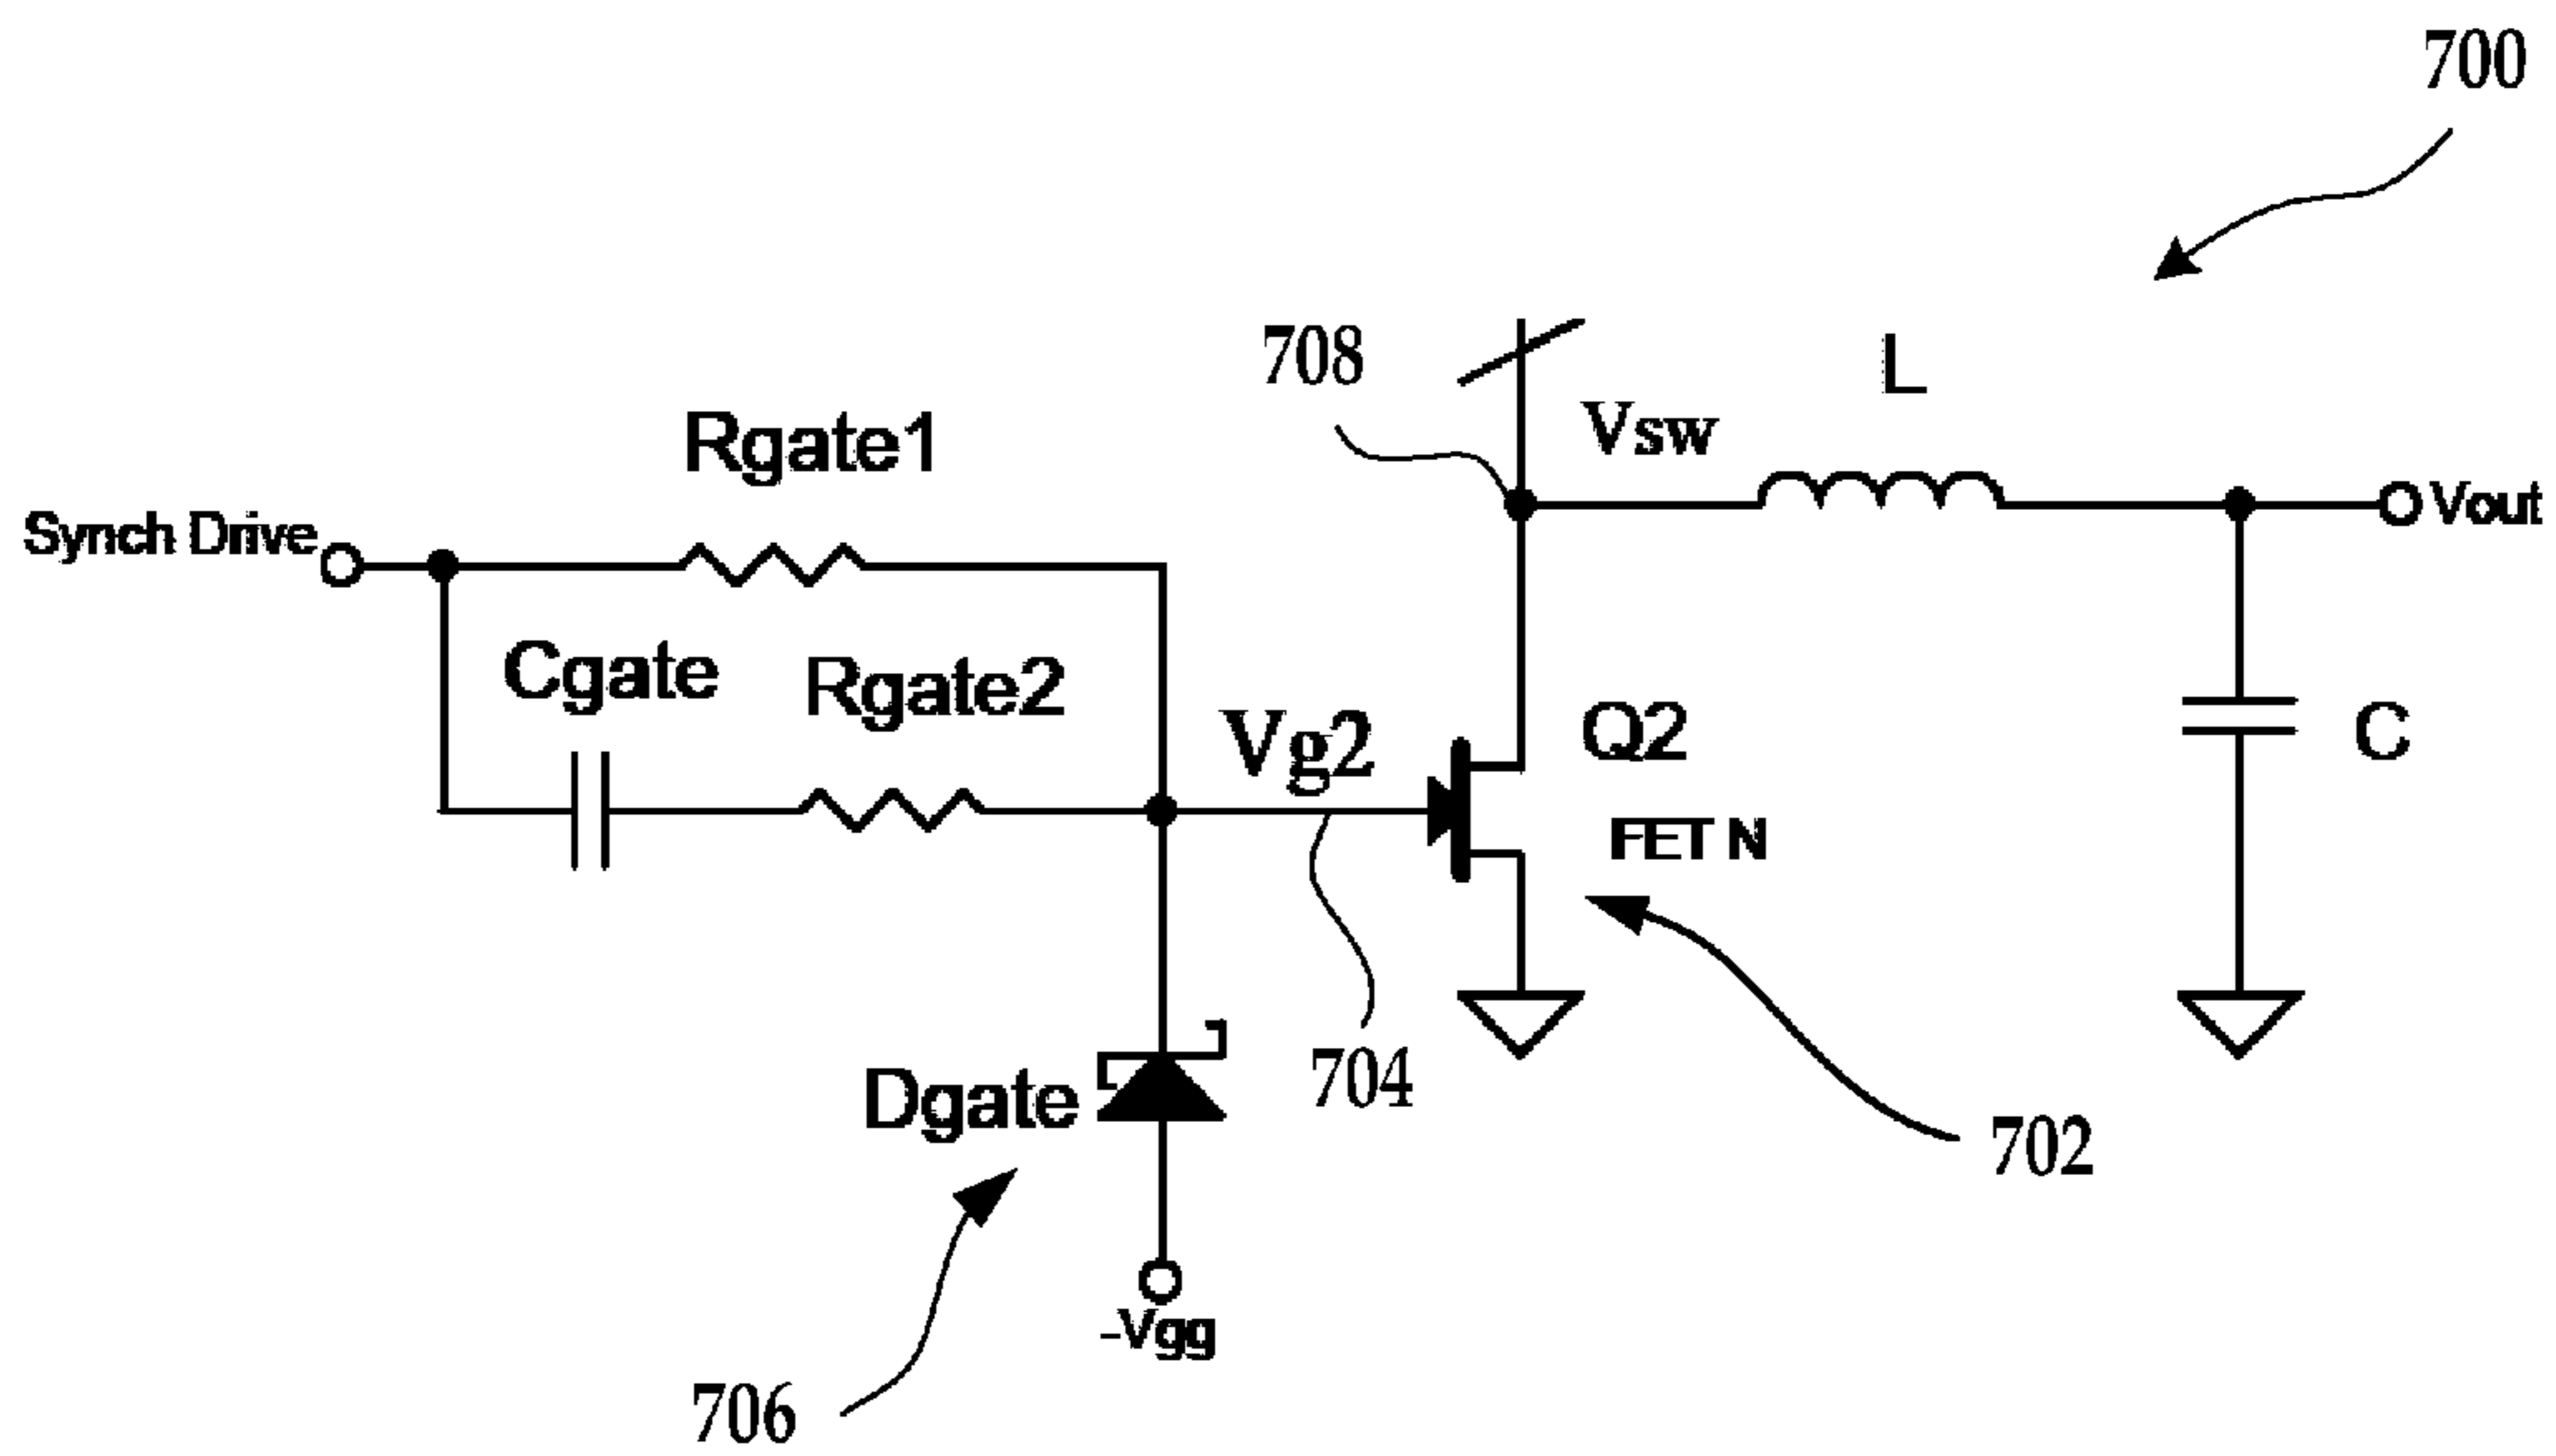 700
708
L
Vsw
Rgate1
Synch Drive
Vout
Cgate
Rgate2
Vg2
Q2
C
FET N
Dgate
704
702
-Vgg
706